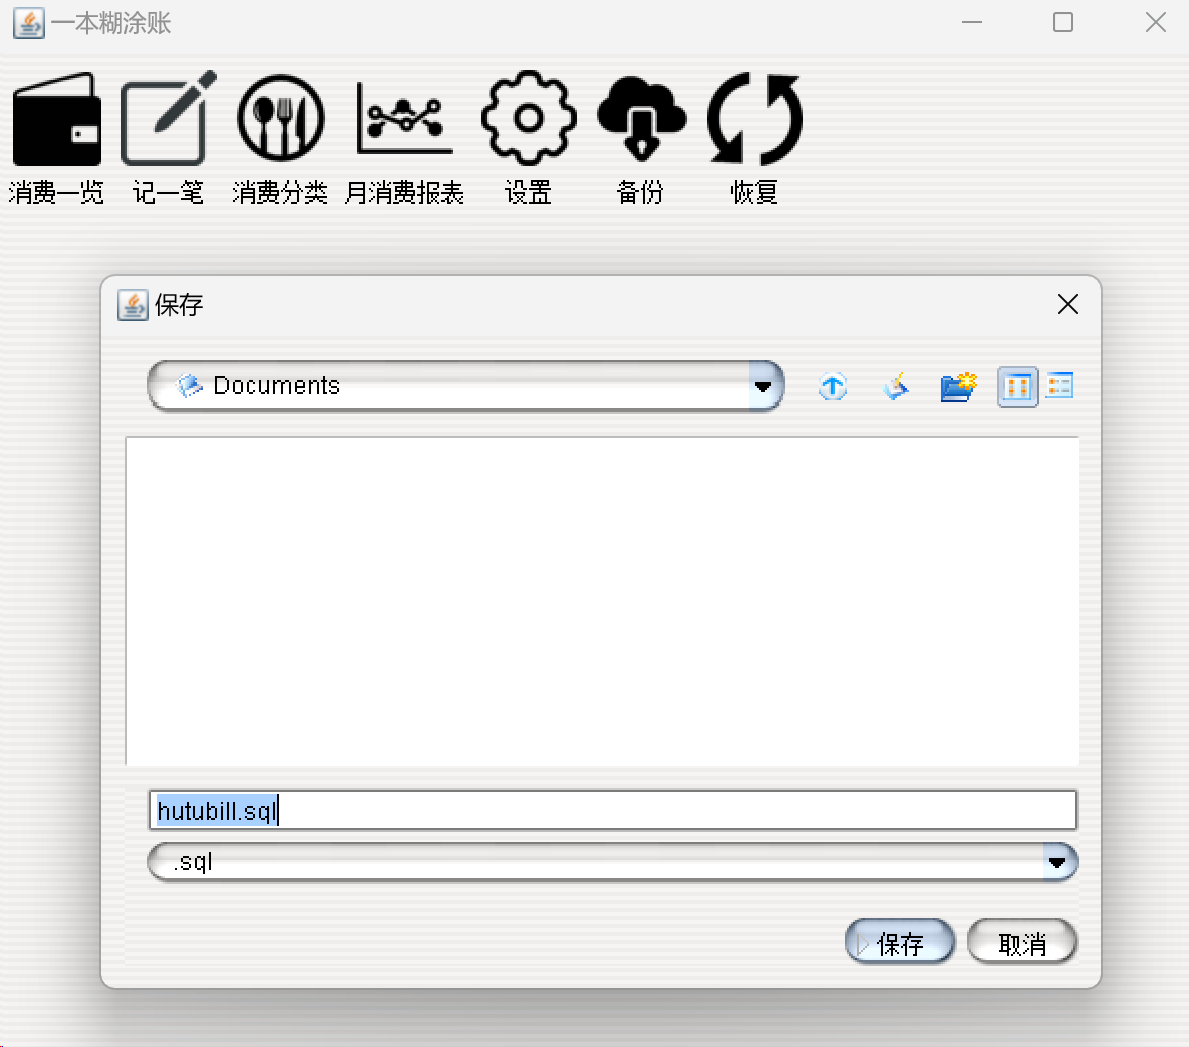 一本糊涂账
消费一览 记一笔 消费分类 月消费报表 设置 备份 恢复
保存
Documents
hutubill.sql
.sql
保存 取消